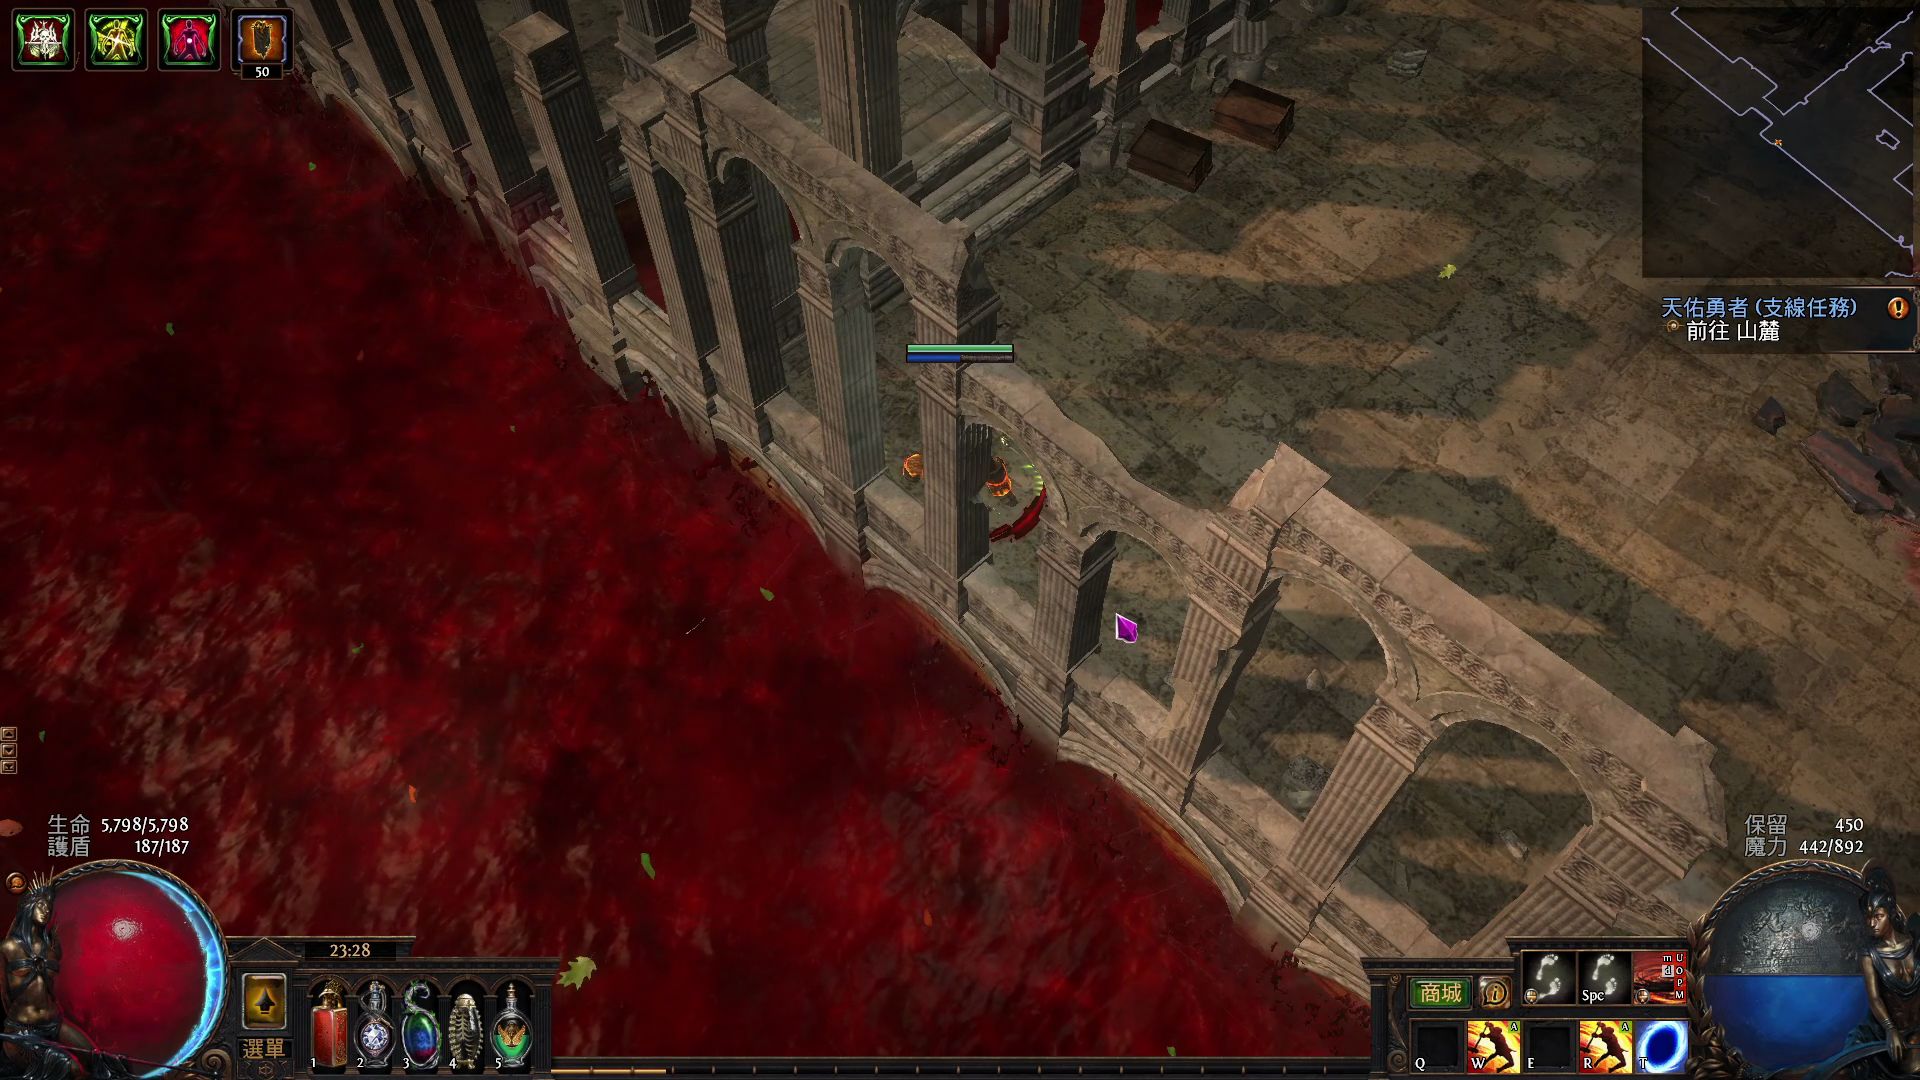 50
天佑勇者 (支線任務)
前往 山麓
生命 5,798/5,798
護盾 187/187
保留 450
魔力 442/892
23:28
選單
1 2 3 4 5
商城
Spc
m U
d O
P
M
Q W A E R A T